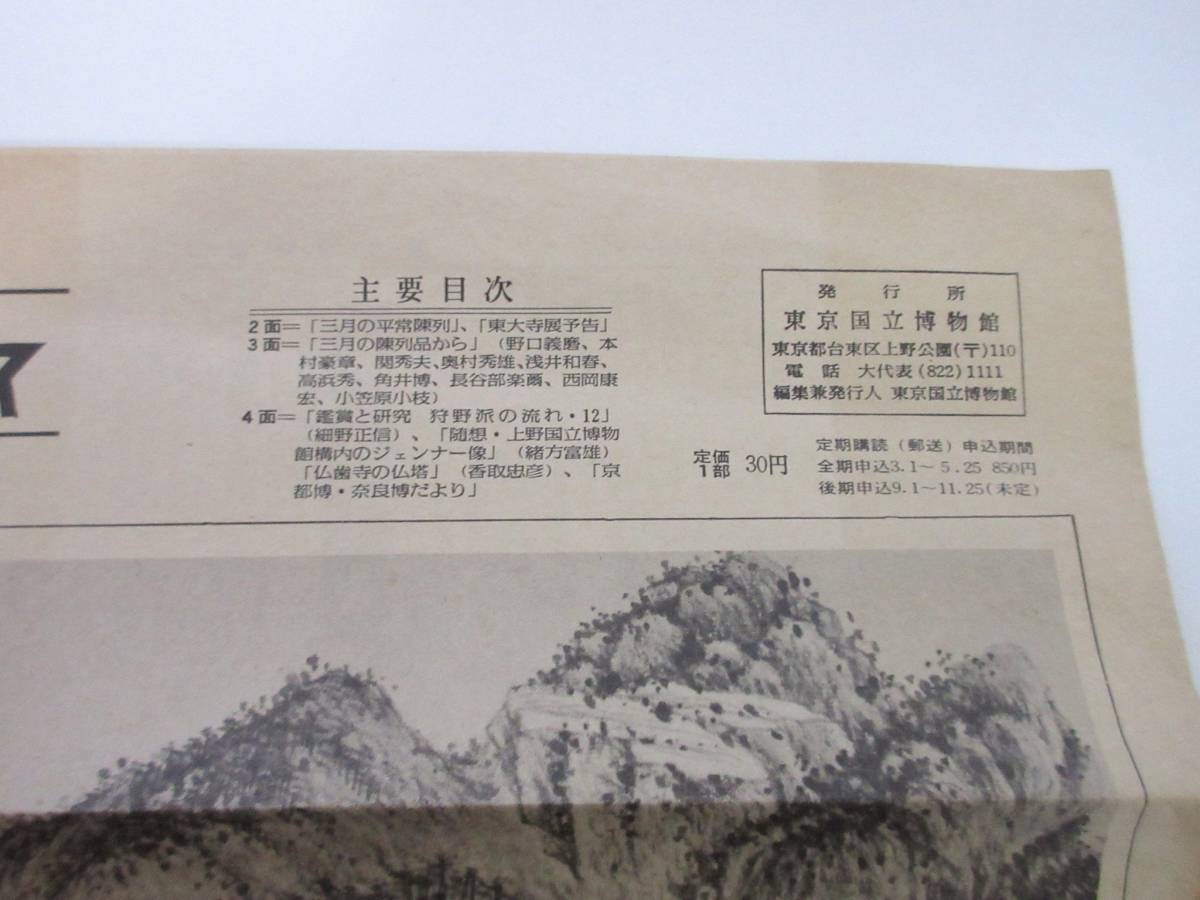 主要目次
2面＝「三月の平常陳列」、「東大寺展予告」
3面＝「三月の陳列品から」(野口義麿、本
村豪章、関秀夫、奥村秀雄、浅井和春、
高浜秀、角井博、長谷部楽爾、西岡康
宏、小笠原小枝)
4面＝「鑑賞と研究 狩野派の流れ・12」
(細野正信)、「随想・上野国立博物
館構内のジェンナー像」(緒方富雄)
「仏歯寺の仏塔」(香取忠彦)、「京
都博・奈良博だより」
発行所
東京国立博物館
東京都台東区上野公園(〒)110
電話 大代表(822)1111
編集兼発行人 東京国立博物館
定価
1部 30円
定期購読(郵送)申込期間
全期申込3.1～5.25 850円
後期申込9.1～11.25(未定)